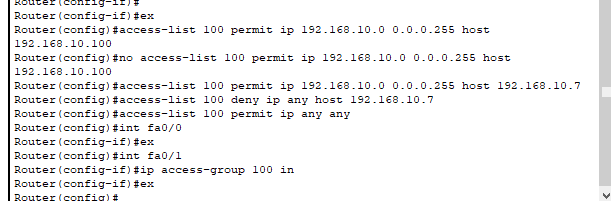 Router(config-if)#
Router(config-if)#ex
Router(config)#access-list 100 permit ip 192.168.10.0 0.0.0.255 host
192.168.10.100
Router(config)#no access-list 100 permit ip 192.168.10.0 0.0.0.255 host
192.168.10.100
Router(config)#access-list 100 permit ip 192.168.10.0 0.0.0.255 host 192.168.10.7
Router(config)#access-list 100 deny ip any host 192.168.10.7
Router(config)#access-list 100 permit ip any any
Router(config)#int fa0/0
Router(config-if)#ex
Router(config)#int fa0/1
Router(config-if)#ip access-group 100 in
Router(config-if)#ex
Router(config)#